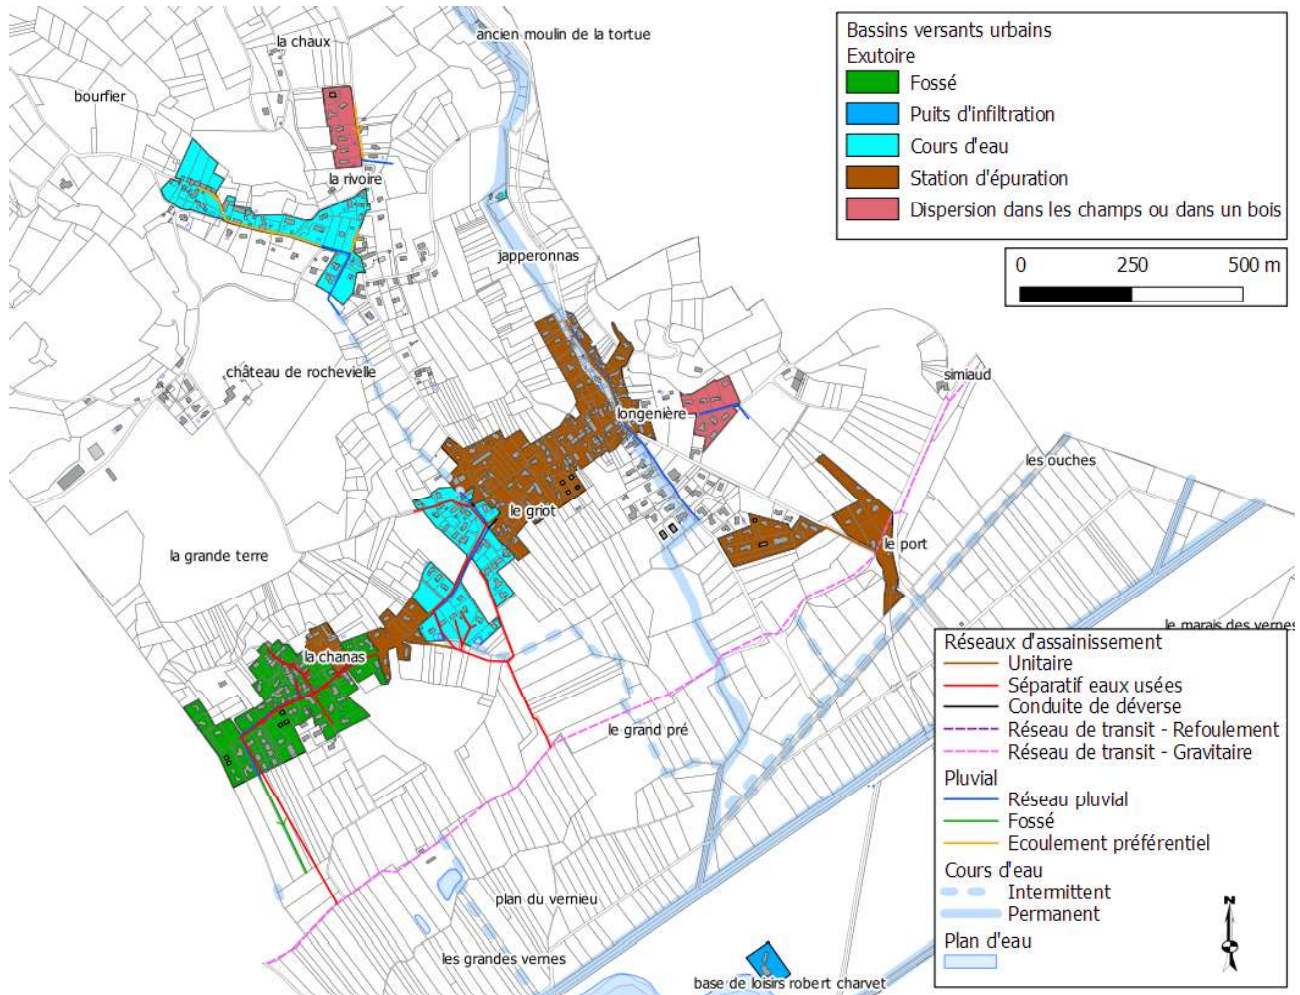 la chaux
ancien moulin de la tortue
bourfier
la rivoire
japperonnas
château de rochevielle
simiaud
longenière
les ouches
le griot
la grande terre
le port
le marais des vernes
la chanas
le grand pré
plan du vernieu
les grandes vernes
base de loisirs robert charvet
Bassins versants urbains
Exutoire
Fossé
Puits d'infiltration
Cours d'eau
Station d'épuration
Dispersion dans les champs ou dans un bois
0 250 500 m
Réseaux d'assainissement
Unitaire
Séparatif eaux usées
Conduite de déverse
Réseau de transit - Refoulement
Réseau de transit - Gravitaire
Pluvial
Réseau pluvial
Fossé
Ecoulement préférentiel
Cours d'eau
Intermittent
Permanent
Plan d'eau
N